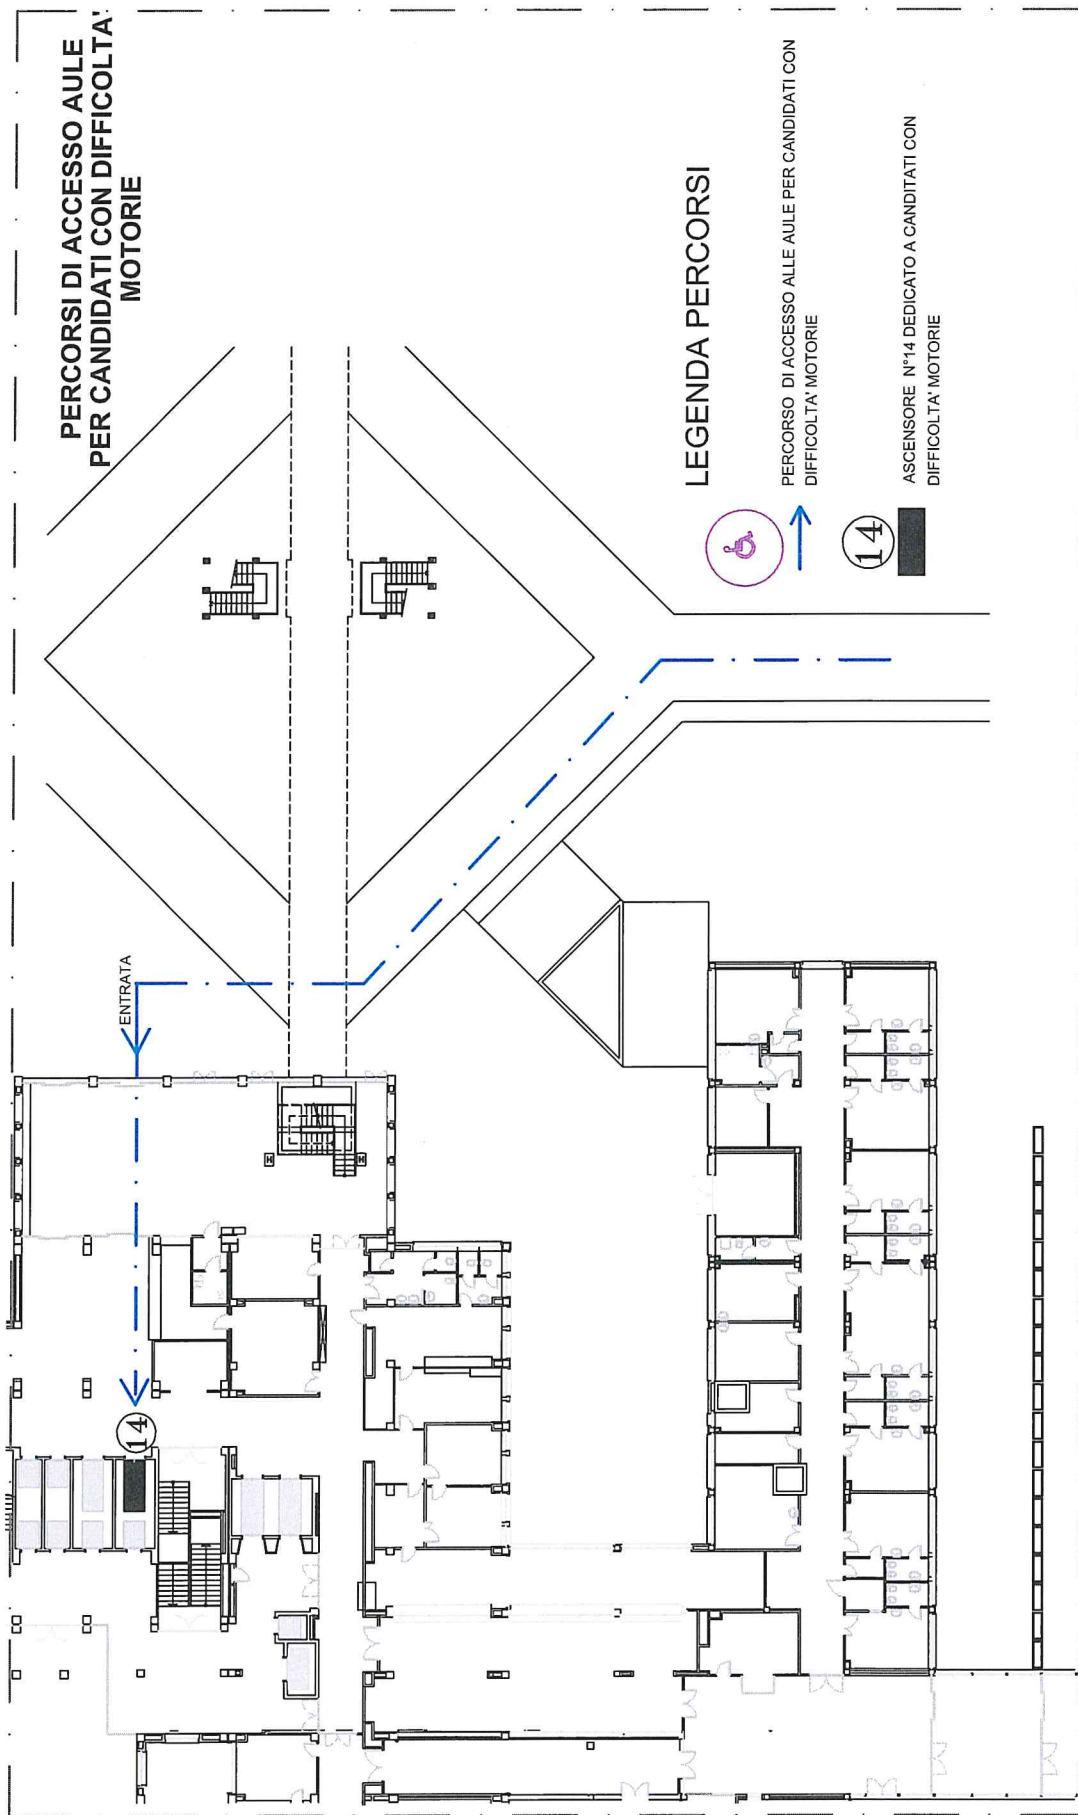 PERCORSI DI ACCESSO AULE
PER CANDIDATI CON DIFFICOLTA'
MOTORIE
ENTRATA
14
H
H
LEGENDA PERCORSI
PERCORSO DI ACCESSO ALLE AULE PER CANDIDATI CON
DIFFICOLTA' MOTORIE
14
ASCENSORE N°14 DEDICATO A CANDITATI CON
DIFFICOLTA' MOTORIE